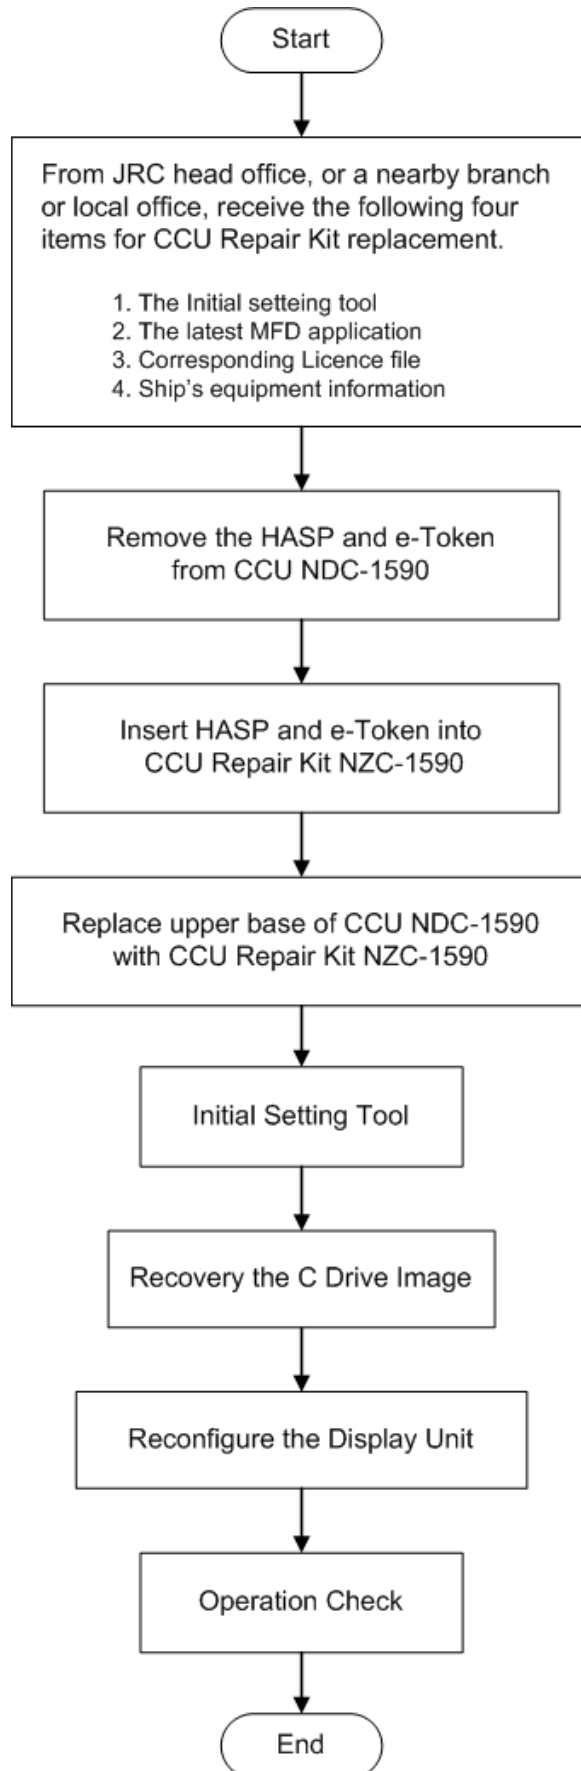 Start
From JRC head office, or a nearby branch
or local office, receive the following four
items for CCU Repair Kit replacement.
1. The Initial setteing tool
2. The latest MFD application
3. Corresponding Licence file
4. Ship's equipment information
Remove the HASP and e-Token
from CCU NDC-1590
Insert HASP and e-Token into
CCU Repair Kit NZC-1590
Replace upper base of CCU NDC-1590
with CCU Repair Kit NZC-1590
Initial Setting Tool
Recovery the C Drive Image
Reconfigure the Display Unit
Operation Check
End